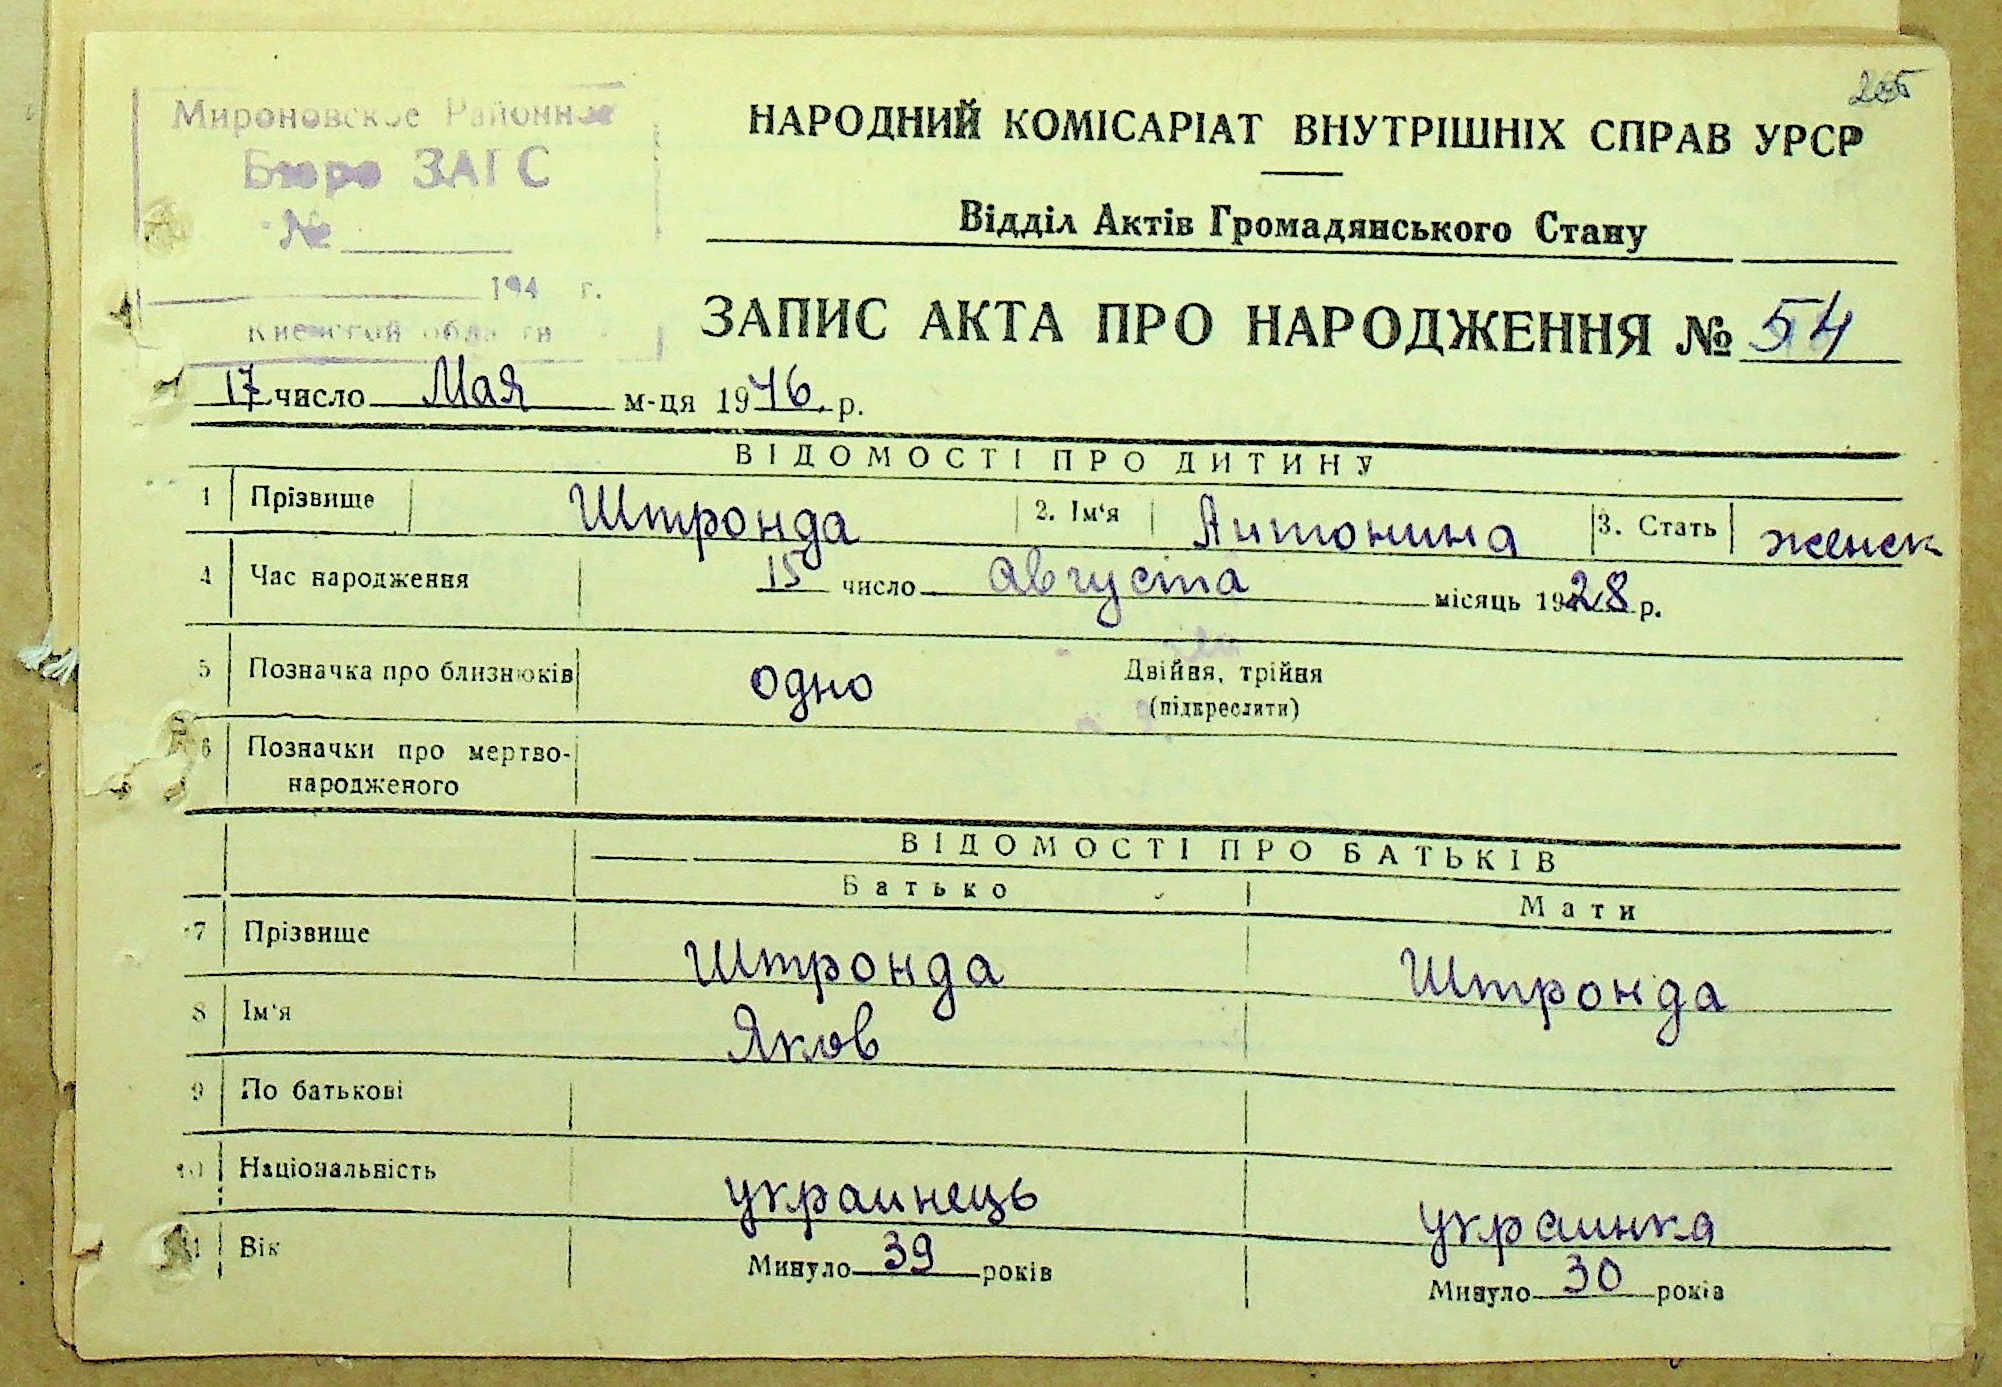 Мироновское Районное
Бюро ЗАГС
№
194 г.
Киевской области
НАРОДНИЙ КОМІСАРІАТ ВНУТРІШНІХ СПРАВ УРСР
Відділ Актів Громадянського Стану
ЗАПИС АКТА ПРО НАРОДЖЕННЯ № 54
17 число Мая м-ця 1946 р.
ВІДОМОСТІ ПРО ДИТИНУ
1 Прізвище Штронда 2. Ім'я Антонина 3. Стать женск
4 Час народження 15 число августа місяць 1928 р.
5 Позначка про близнюків одно Двійня, трійня
(підкреслити)
6 Позначки про мертво-
народженого
ВІДОМОСТІ ПРО БАТЬКІВ
Батько Мати
7 Прізвище Штронда Штронда
8 Ім'я Яков
9 По батькові
10 Національність украинець украинка
11 Вік Минуло 39 років Минуло 30 років